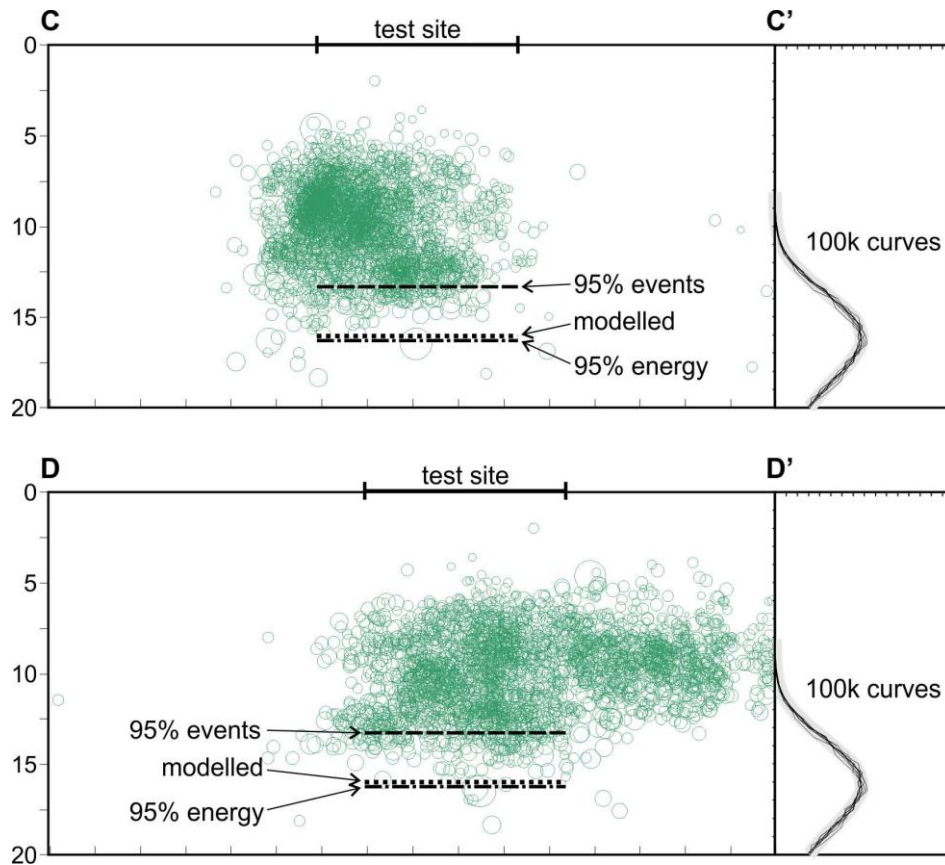 C
test site
C'
0
5
10
15
20
95% events
modelled
95% energy
100k curves
D
test site
D'
0
5
10
15
20
95% events
modelled
95% energy
100k curves